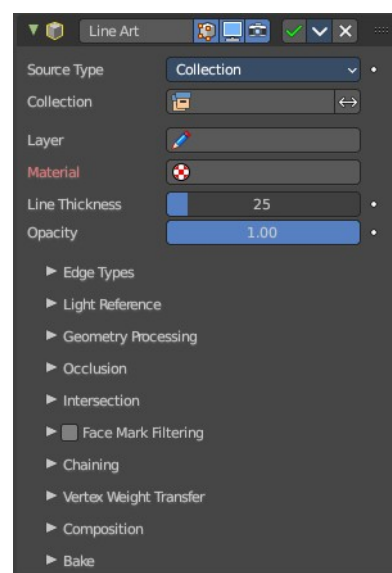 Line Art
Source Type Collection
Collection
Layer
Material
Line Thickness 25
Opacity 1.00
Edge Types
Light Reference
Geometry Processing
Occlusion
Intersection
Face Mark Filtering
Chaining
Vertex Weight Transfer
Composition
Bake